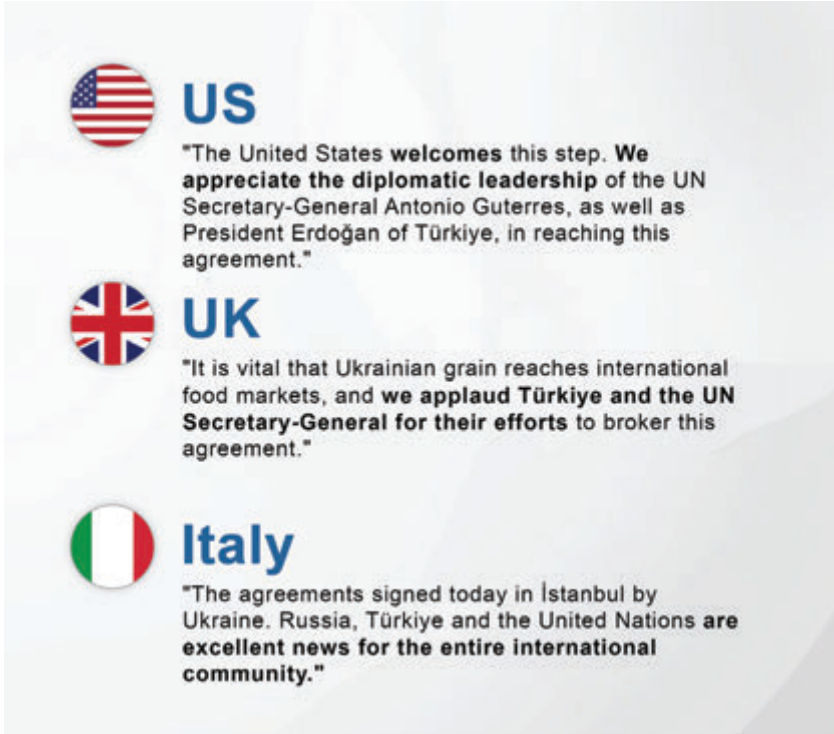 US
"The United States welcomes this step. We
appreciate the diplomatic leadership of the UN
Secretary-General Antonio Guterres, as well as
President Erdoğan of Türkiye, in reaching this
agreement."
UK
"It is vital that Ukrainian grain reaches international
food markets, and we applaud Türkiye and the UN
Secretary-General for their efforts to broker this
agreement."
Italy
"The agreements signed today in İstanbul by
Ukraine. Russia, Türkiye and the United Nations are
excellent news for the entire international
community."